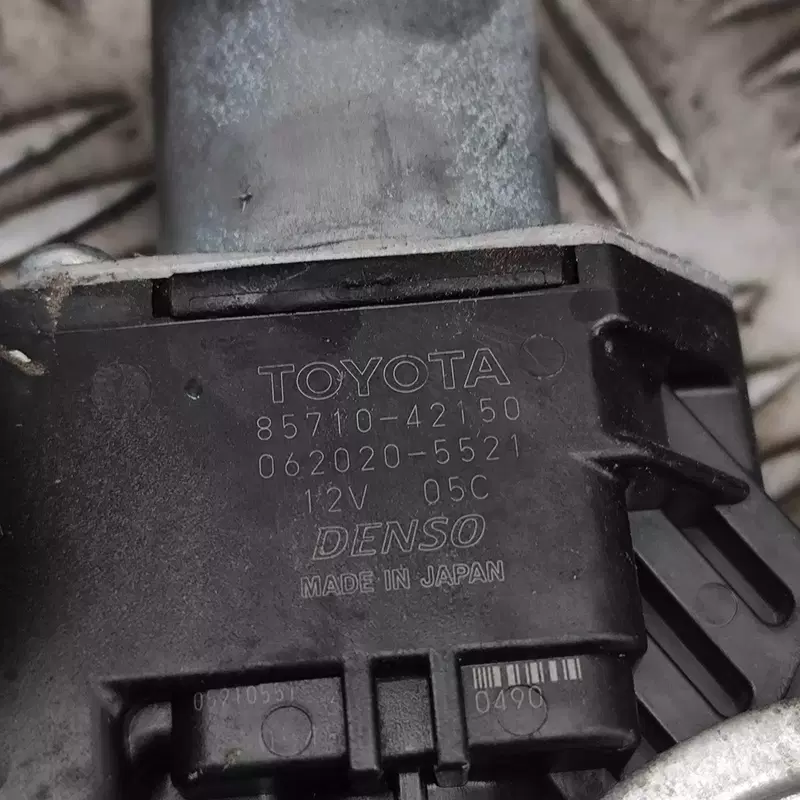 TOYOTA
85710-42150
062020-5521
12V 05C
DENSO
MADE IN JAPAN
0490